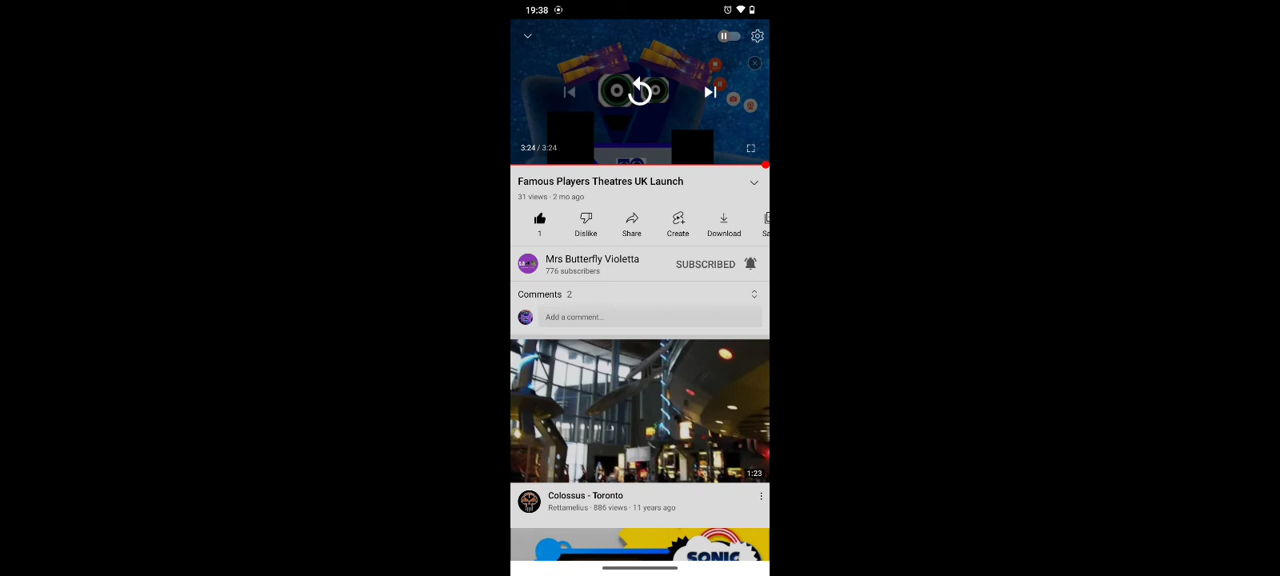 19:38
3:24 / 3:24
Famous Players Theatres UK Launch
31 views · 2 mo ago
1
Dislike
Share
Create
Download
Sa
Mrs Butterfly Violetta
776 subscribers
SUBSCRIBED
Comments 2
Add a comment...
1:23
Colossus - Toronto
Rettamelius · 886 views · 11 years ago
SONIC